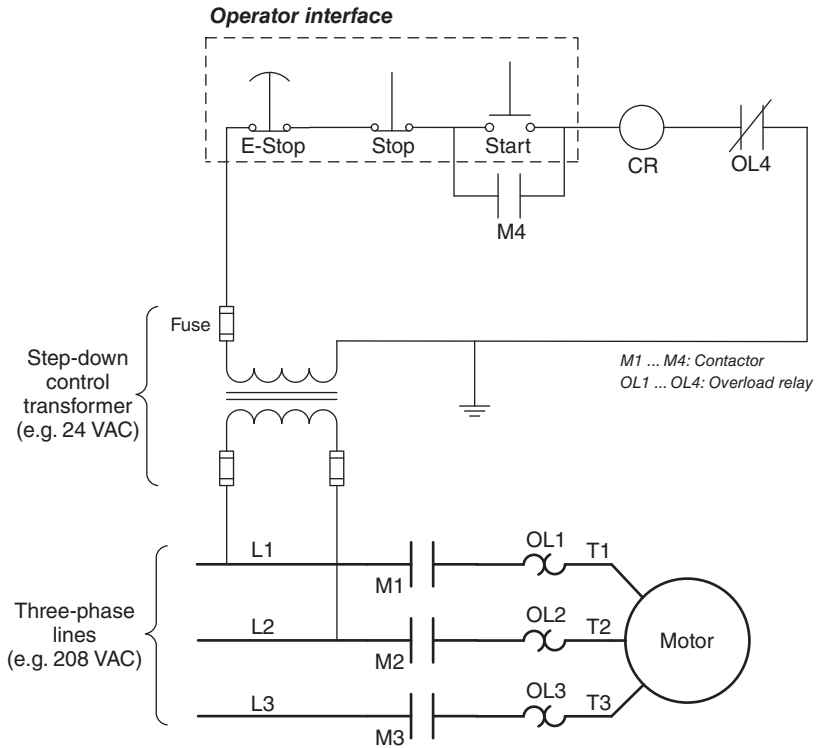 Operator interface
E-Stop
Stop
Start
CR
OL4
M4
Fuse
Step-down
control
transformer
(e.g. 24 VAC)
M1 ... M4: Contactor
OL1 ... OL4: Overload relay
Three-phase
lines
(e.g. 208 VAC)
L1
M1
OL1
T1
L2
M2
OL2
T2
Motor
L3
M3
OL3
T3